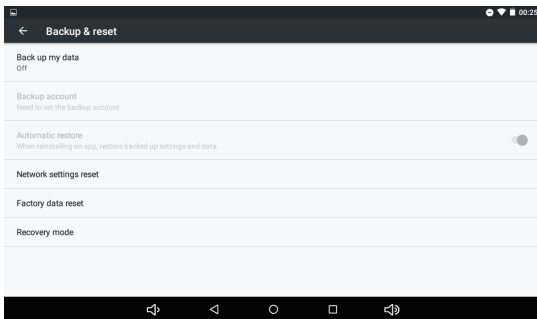 00:25
Backup & reset
Back up my data
Off
Backup account
Need to set the backup account
Automatic restore
When reinstalling an app, restore backed up settings and data
Network settings reset
Factory data reset
Recovery mode